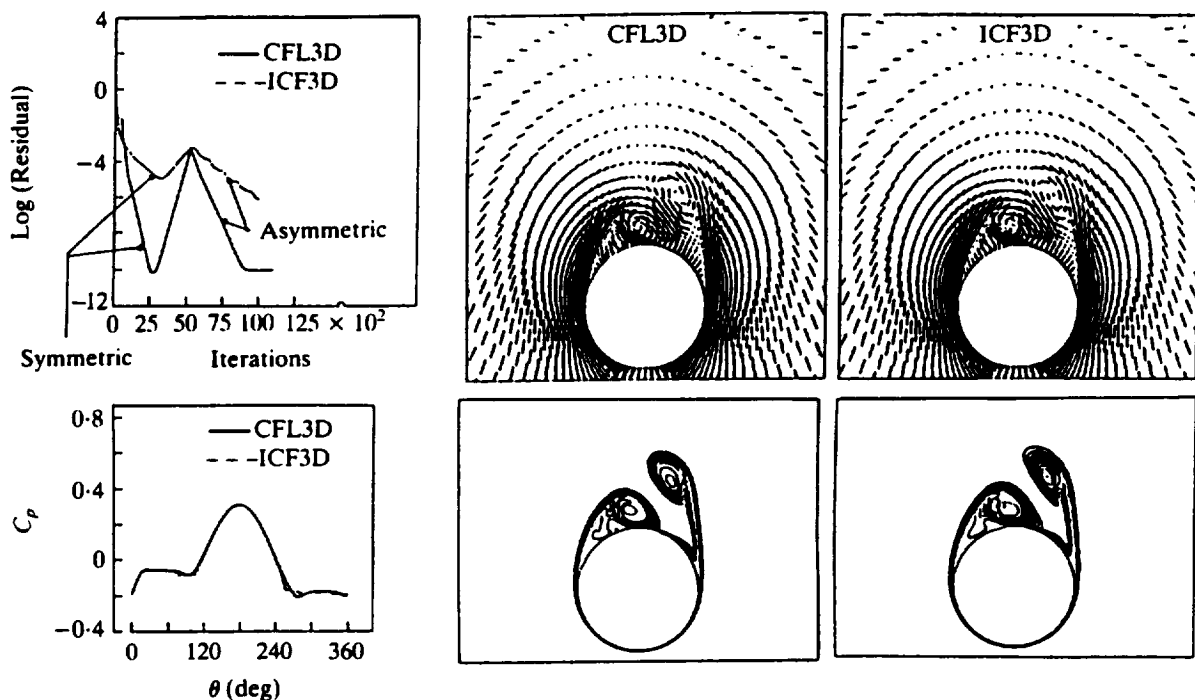 4
0
−4
−12
Log (Residual)
CFL3D
ICF3D
Asymmetric
0 25 50 75 100 125 × 10²
Symmetric
Iterations
CFL3D
ICF3D
0·8
0·4
0
−0·4
Cₚ
CFL3D
ICF3D
0 120 240 360
θ (deg)